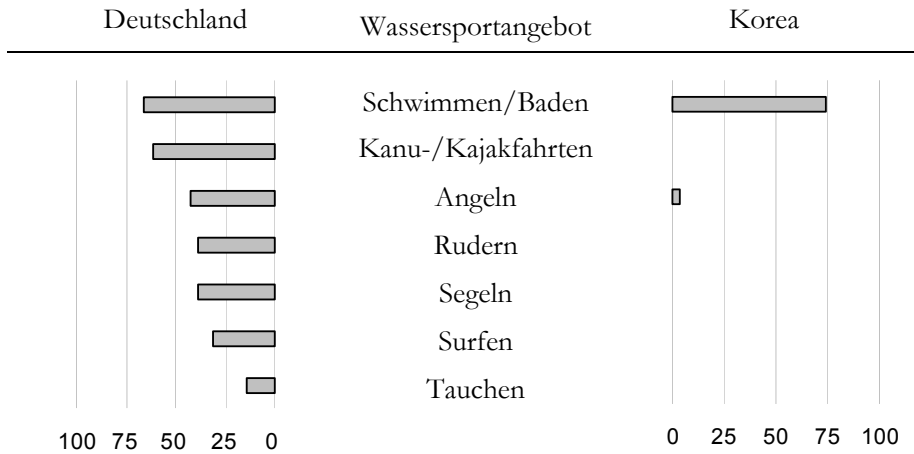 Deutschland Wassersportangebot Korea
Schwimmen/Baden
Kanu-/Kajakfahrten
Angeln
Rudern
Segeln
Surfen
Tauchen
100 75 50 25 0 0 25 50 75 100